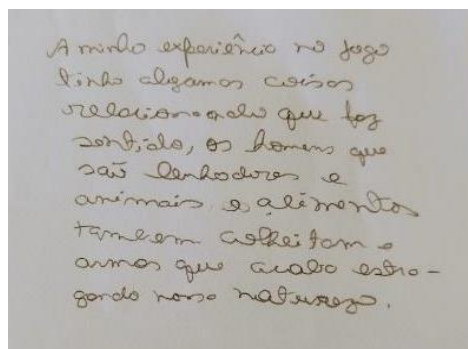 A minha experiência no jogo
tinha algumas coisas
relacionado que faz
sentido, os homens que
são lenhadores e
animais, e alimentos
tambem colheitam e
armas que acaba estra-
gando nossa natureza.